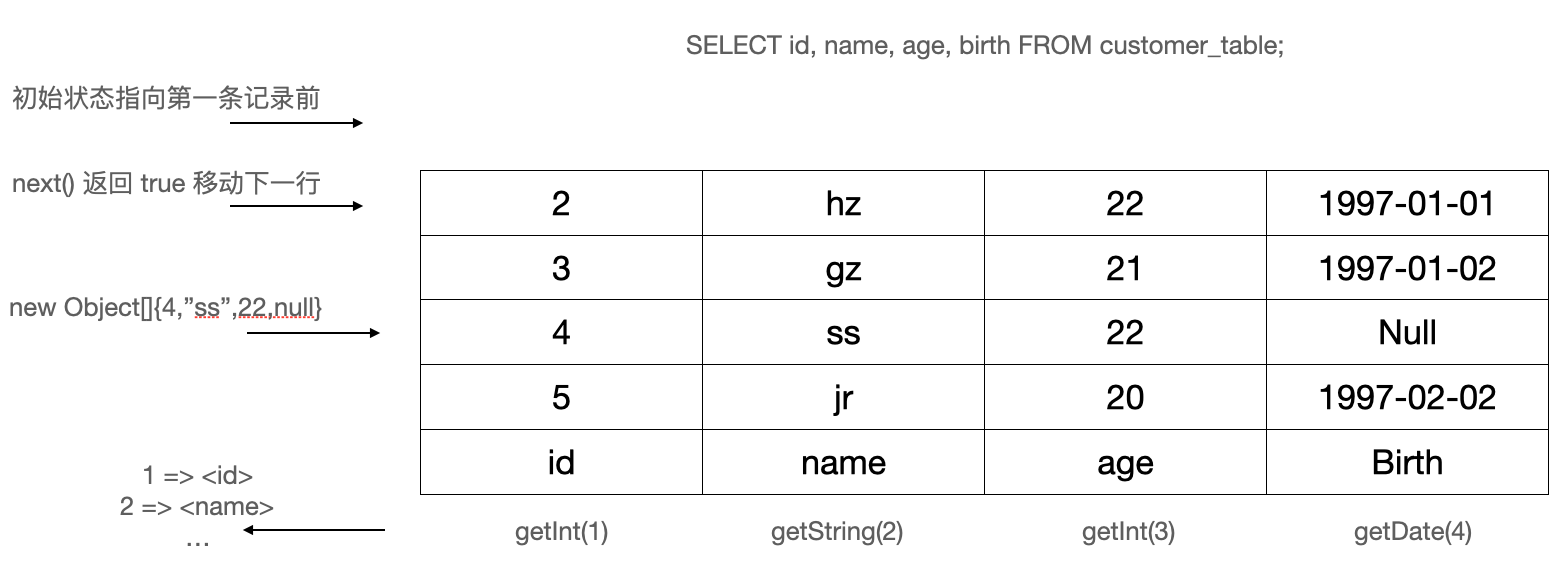 SELECT id, name, age, birth FROM customer_table;
初始状态指向第一条记录前
next() 返回 true 移动下一行
2 hz 22 1997-01-01
3 gz 21 1997-01-02
new Object[]{4,”ss”,22,null}
4 ss 22 Null
5 jr 20 1997-02-02
id name age Birth
1 => <id>
2 => <name>
…
getInt(1) getString(2) getInt(3) getDate(4)